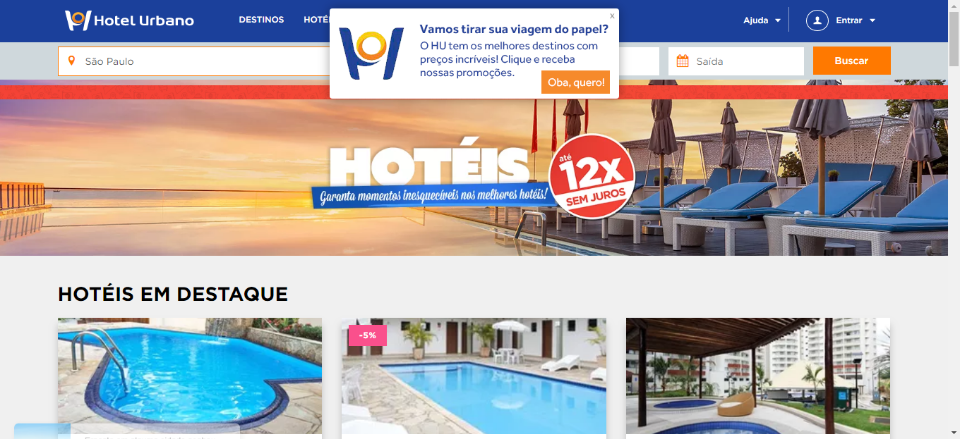 Hotel Urbano
DESTINOS
Ajuda
Entrar
Vamos tirar sua viagem do papel?
x
O HU tem os melhores destinos com
preços incríveis! Clique e receba
nossas promoções.
Oba, quero!
São Paulo
Saída
Buscar
HOTÉIS
Garanta momentos inesquecíveis nos melhores hotéis!
até
12x
SEM JUROS
HOTÉIS EM DESTAQUE
-5%